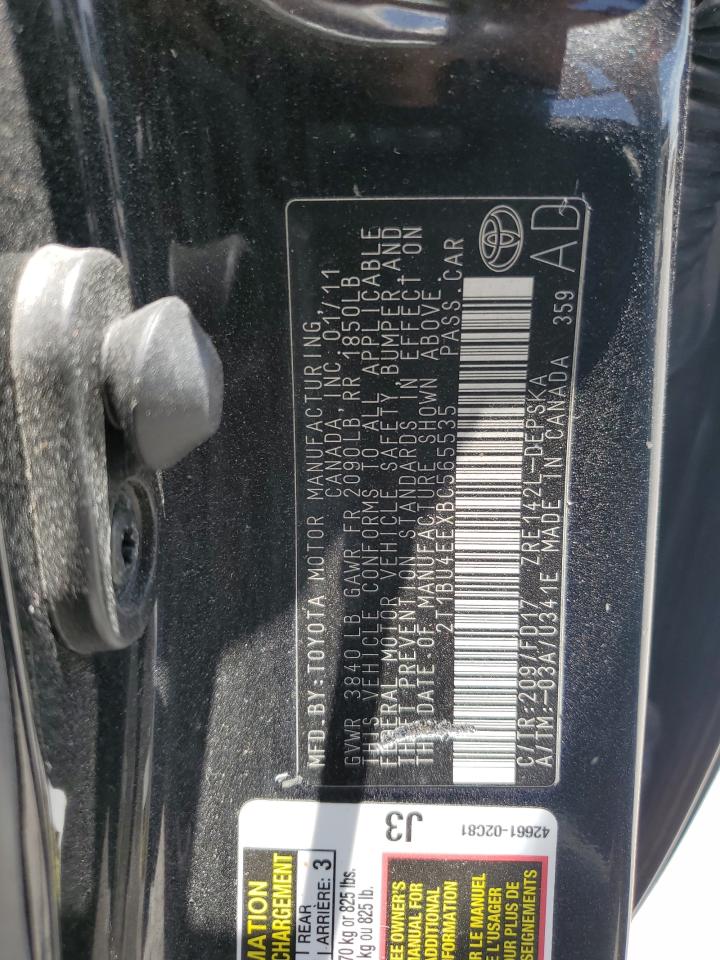 MFD BY:TOYOTA MOTOR MANUFACTURING,
CANADA, INC. 01/11
GVWR 3840LB GAWR FR 2090LB RR 1850LB
THIS VEHICLE CONFORMS TO ALL APPLICABLE
FEDERAL MOTOR VEHICLE SAFETY, BUMPER AND
THEFT PREVENTION STANDARDS IN EFFECT ON
THE DATE OF MANUFACTURE SHOWN ABOVE
2T1BU4EEXBC565535 PASS.CAR
C/TR:209/F017 ZRE142L-DEPSKA
A/TM:-03A/U341E MADE IN CANADA 359
AD
J3
42661-02C81
MATION
CHARGEMENT
REAR
ARRIÈRE: 3
70 kg or 825 lbs.
kg ou 825 lb.
EE OWNER'S
MANUAL FOR
ADDITIONAL
FORMATION
R LE MANUEL
E L'USAGER
OUR PLUS DE
SEIGNEMENTS